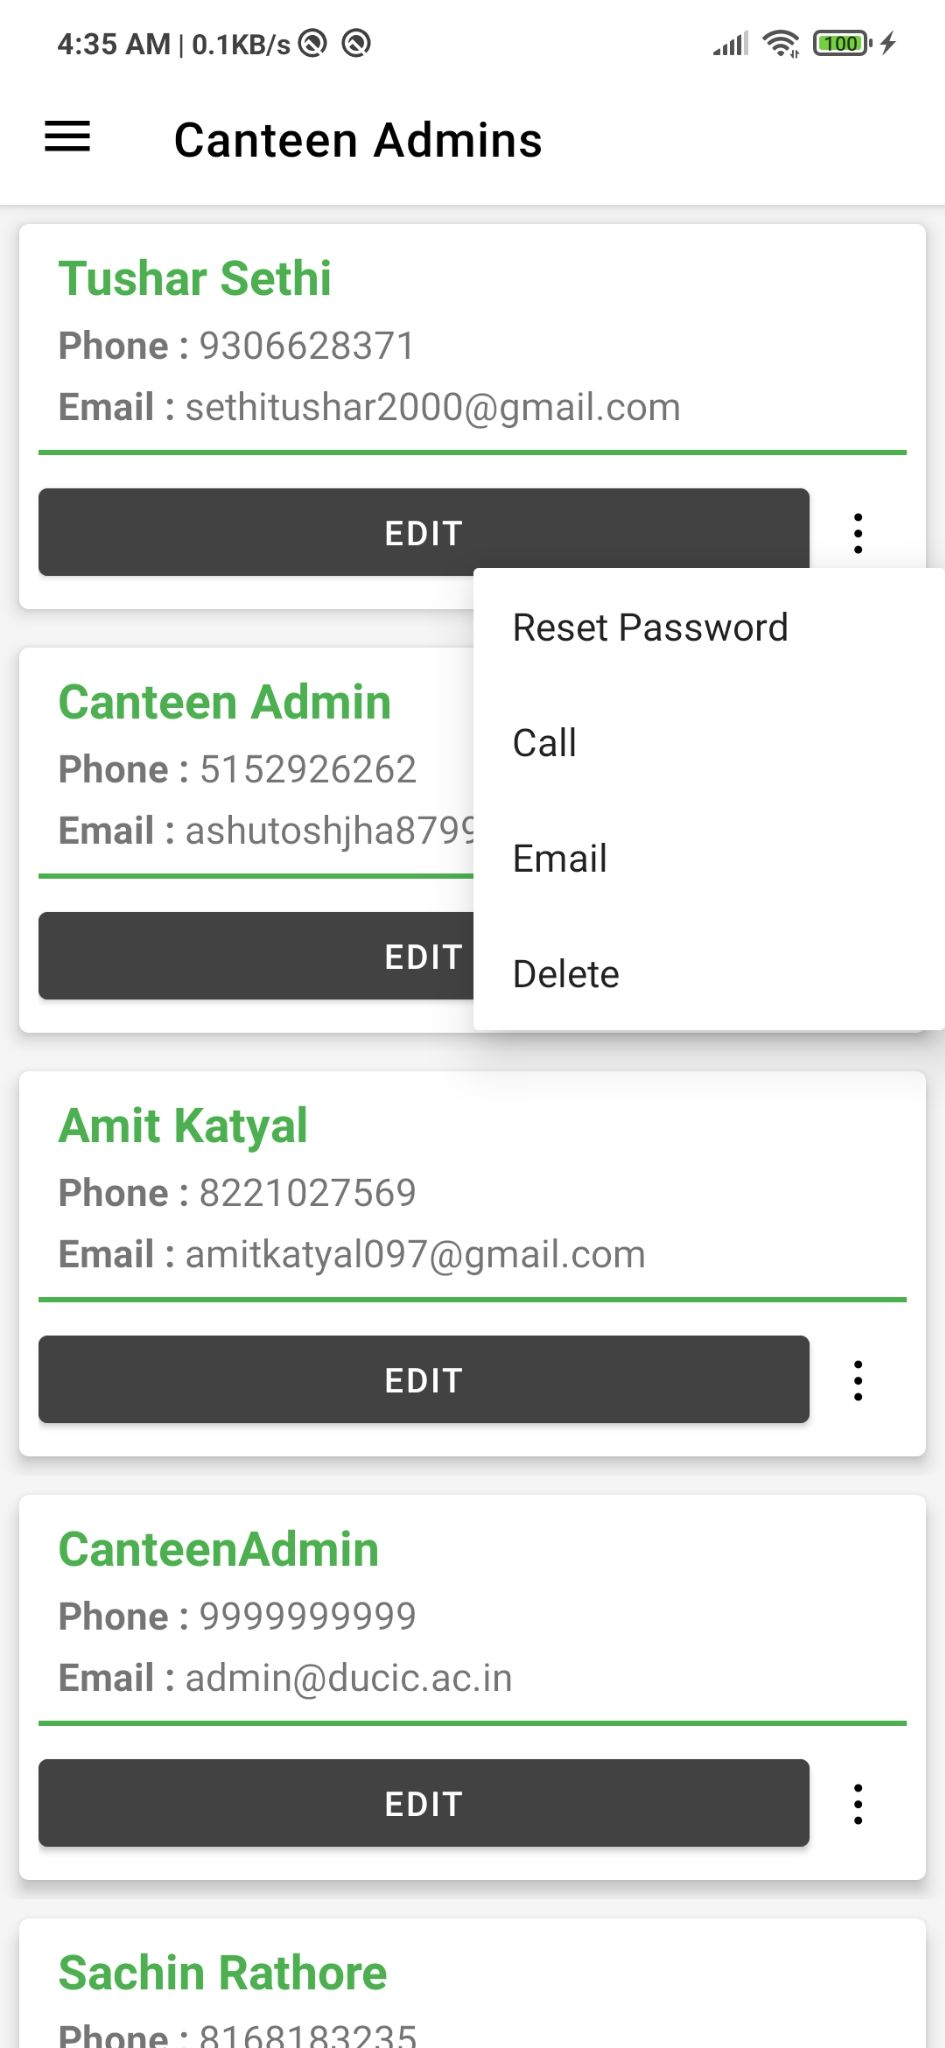 4:35 AM | 0.1KB/s
100
Canteen Admins
Tushar Sethi
Phone : 9306628371
Email : sethitushar2000@gmail.com
EDIT
Reset Password
Call
Email
Delete
Canteen Admin
Phone : 5152926262
Email : ashutoshjha8799
EDIT
Amit Katyal
Phone : 8221027569
Email : amitkatyal097@gmail.com
EDIT
CanteenAdmin
Phone : 9999999999
Email : admin@ducic.ac.in
EDIT
Sachin Rathore
Phone : 8168183235